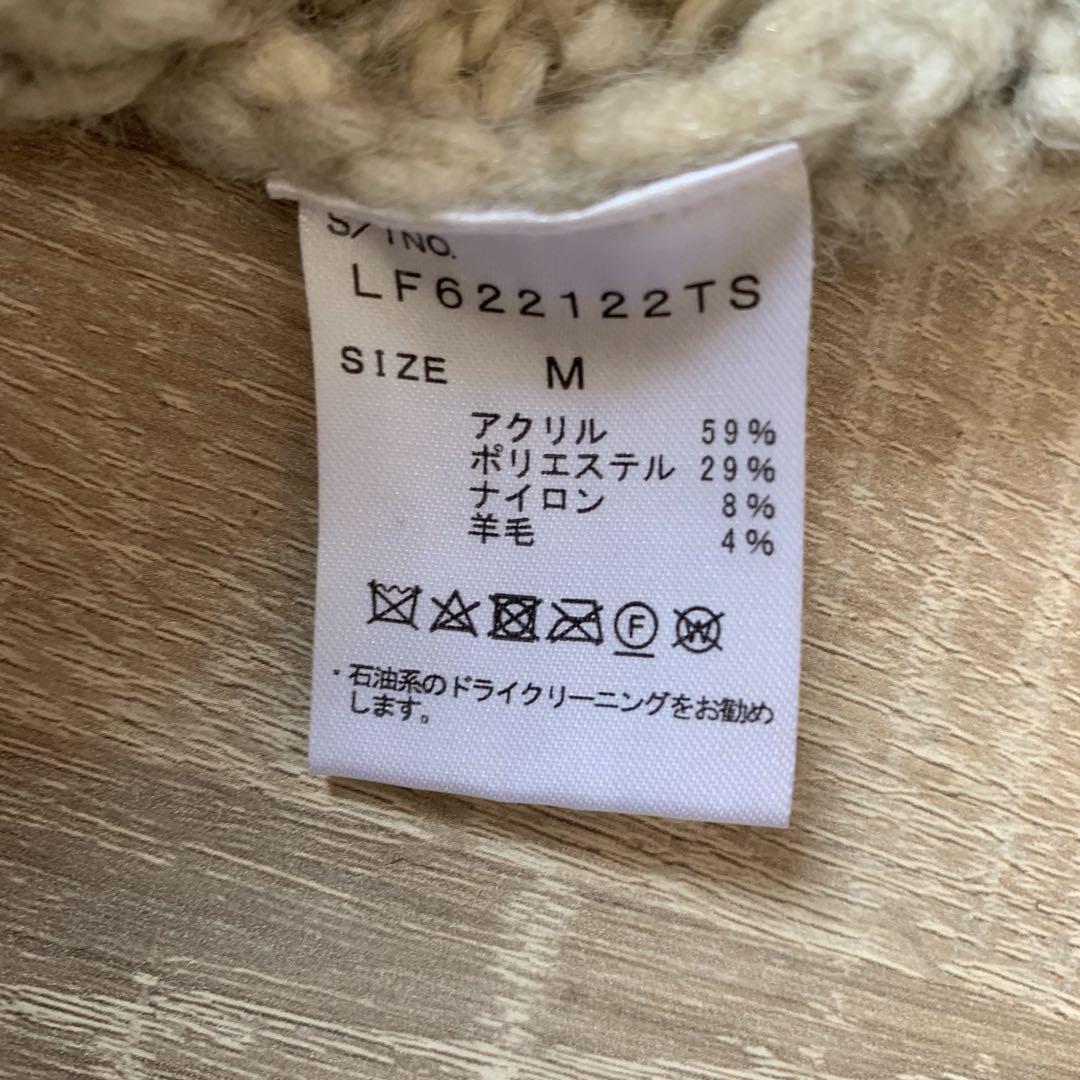 S/TNO.
LF622122TS
SIZE M
アクリル 59%
ポリエステル 29%
ナイロン 8%
羊毛 4%
F W
・石油系のドライクリーニングをお勧め
します。